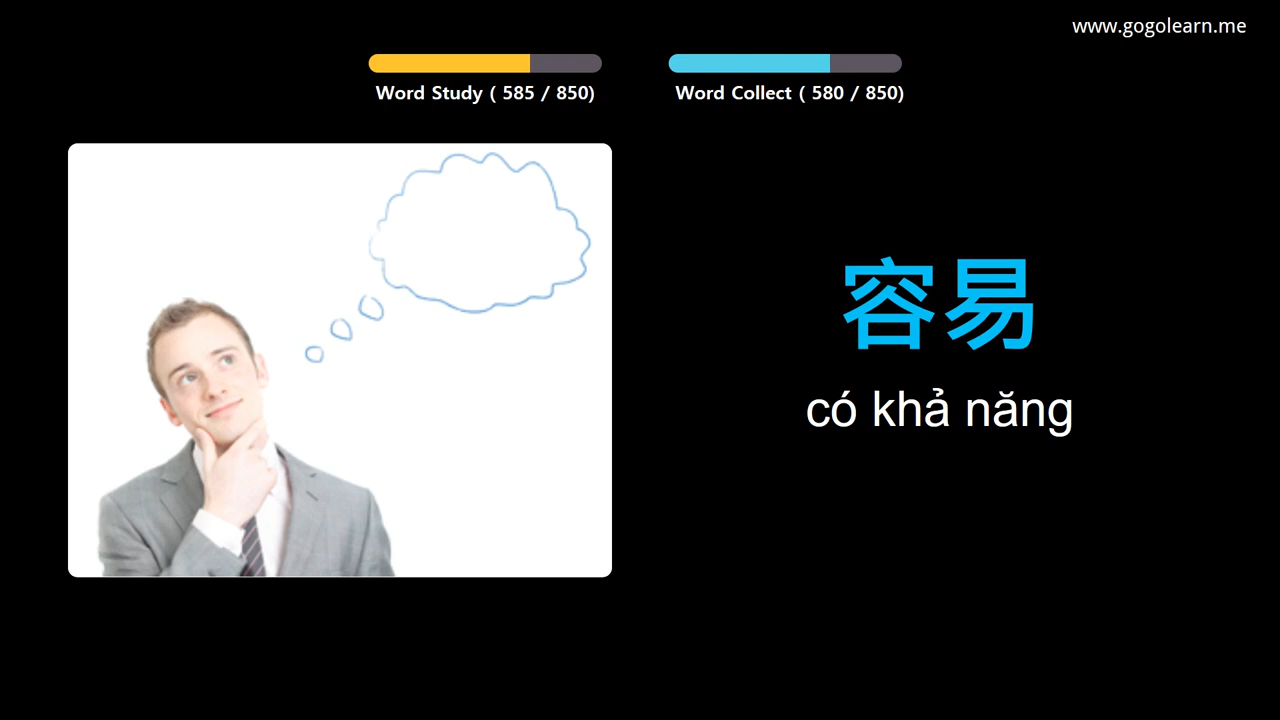 www.gogolearn.me
Word Study ( 585 / 850)
Word Collect ( 580 / 850)
容易
có khả năng